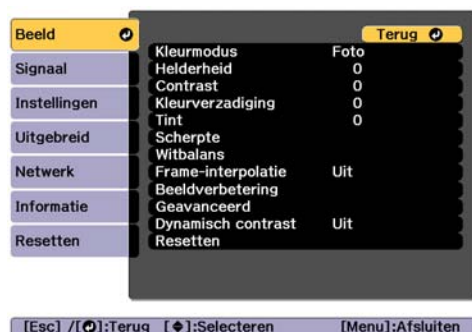 Beeld
Signaal
Instellingen
Uitgebreid
Netwerk
Informatie
Resetten
Terug
Kleurmodus Foto
Helderheid 0
Contrast 0
Kleurverzadiging 0
Tint 0
Scherpte
Witbalans
Frame-interpolatie Uit
Beeldverbetering
Geavanceerd
Dynamisch contrast Uit
Resetten
[Esc] /[⏎]:Terug [◆]:Selecteren [Menu]:Afsluiten